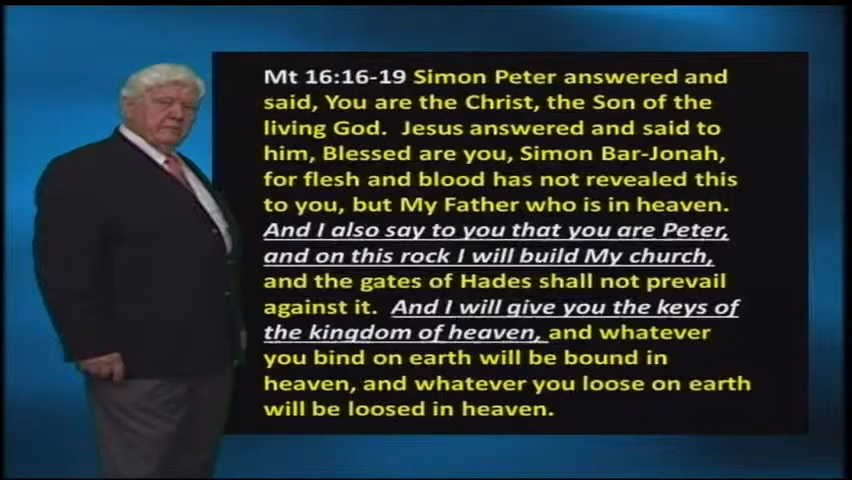 Mt 16:16-19 Simon Peter answered and
said, You are the Christ, the Son of the
living God.  Jesus answered and said to
him, Blessed are you, Simon Bar-Jonah,
for flesh and blood has not revealed this
to you, but My Father who is in heaven.
And I also say to you that you are Peter,
and on this rock I will build My church,
and the gates of Hades shall not prevail
against it.  And I will give you the keys of
the kingdom of heaven, and whatever
you bind on earth will be bound in
heaven, and whatever you loose on earth
will be loosed in heaven.